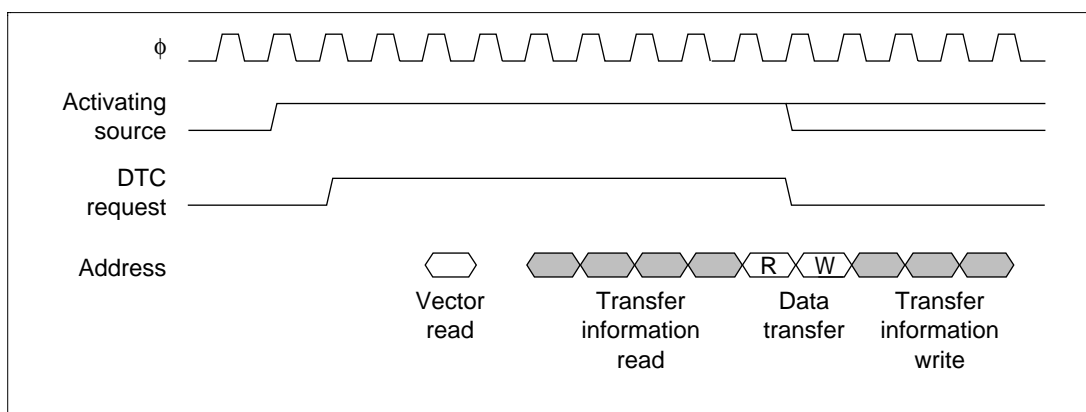 ϕ
Activating
source
DTC
request
Address
R W
Vector
read
Transfer
information
read
Data
transfer
Transfer
information
write